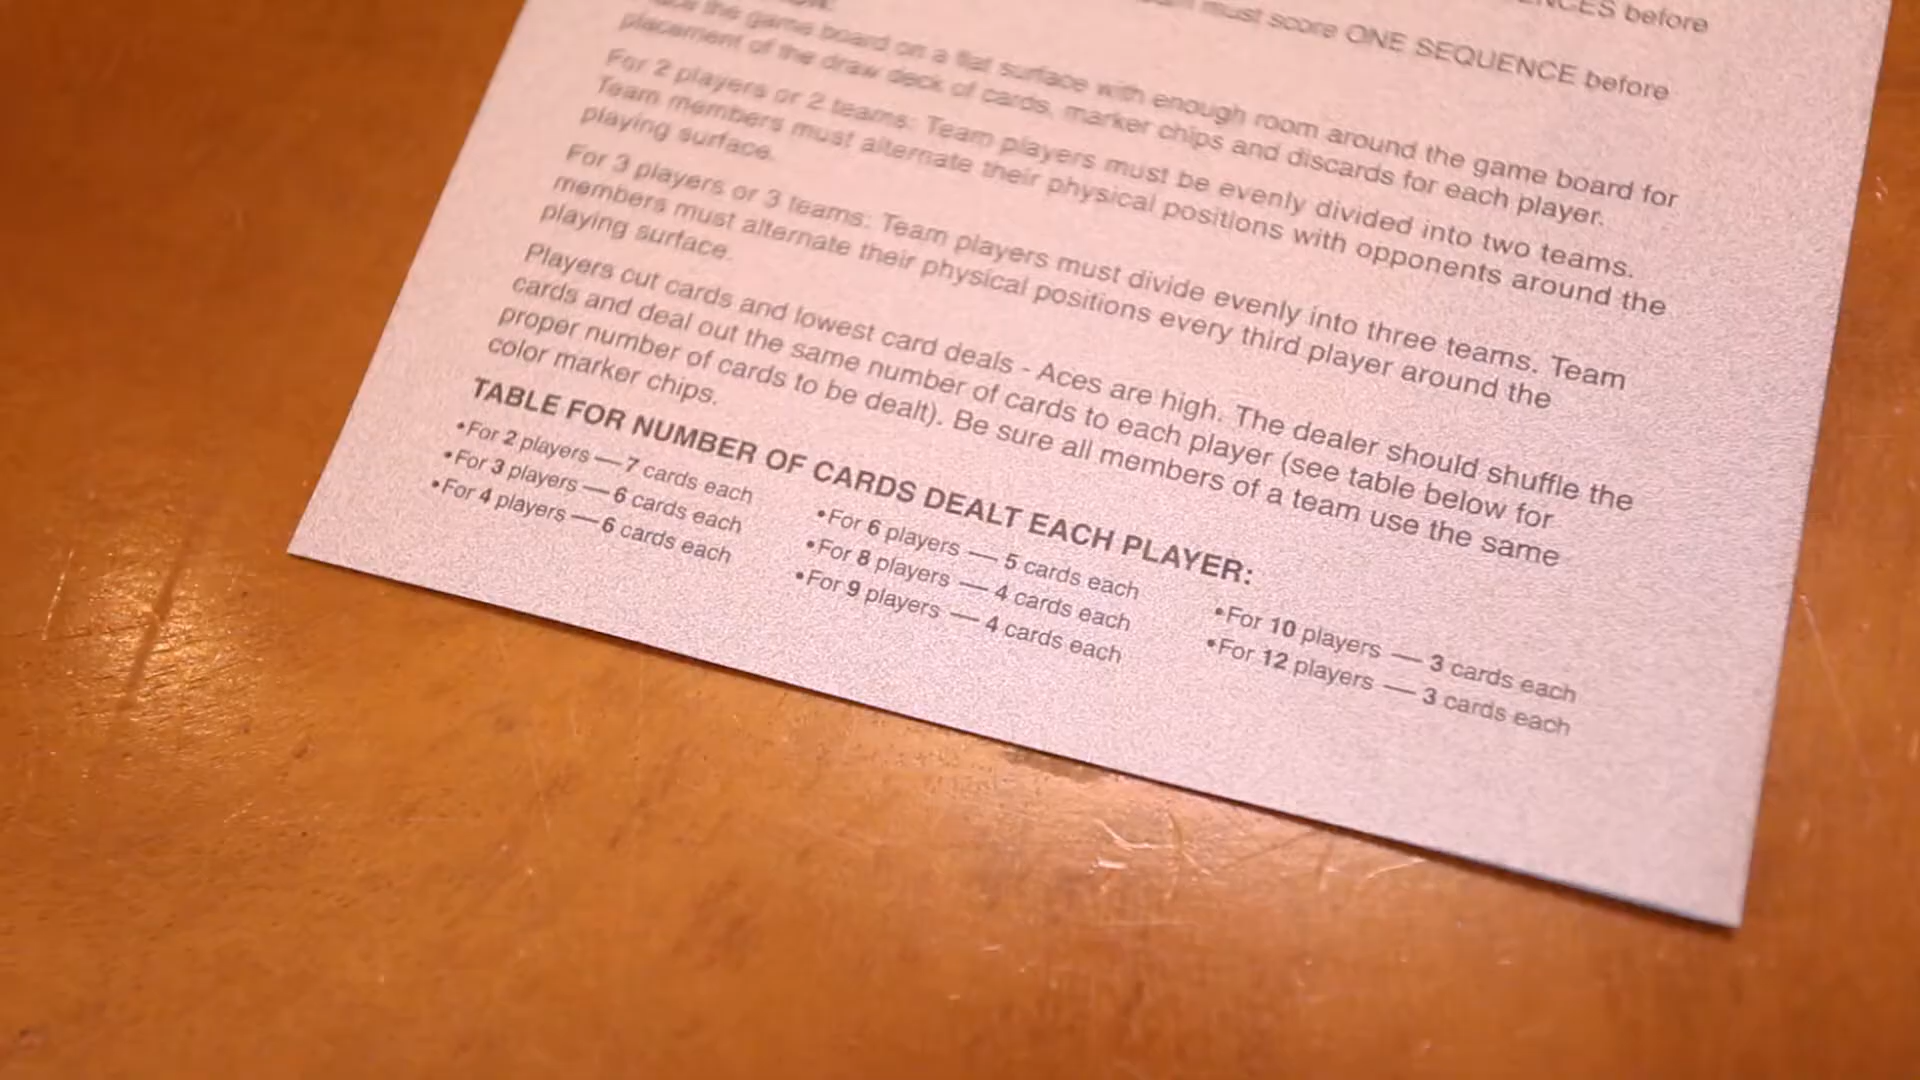 ENCES before
must score ONE SEQUENCE before
the game board on a flat surface with enough room around the game board for
placement of the draw deck of cards, marker chips and discards for each player.
For 2 players or 2 teams: Team players must be evenly divided into two teams.
Team members must alternate their physical positions with opponents around the
playing surface.
For 3 players or 3 teams: Team players must divide evenly into three teams. Team
members must alternate their physical positions every third player around the
playing surface.
Players cut cards and lowest card deals - Aces are high. The dealer should shuffle the
cards and deal out the same number of cards to each player (see table below for
proper number of cards to be dealt). Be sure all members of a team use the same
color marker chips.
TABLE FOR NUMBER OF CARDS DEALT EACH PLAYER:
•For 2 players — 7 cards each
•For 3 players — 6 cards each
•For 4 players — 6 cards each
•For 6 players — 5 cards each
•For 8 players — 4 cards each
•For 9 players — 4 cards each
•For 10 players — 3 cards each
•For 12 players — 3 cards each